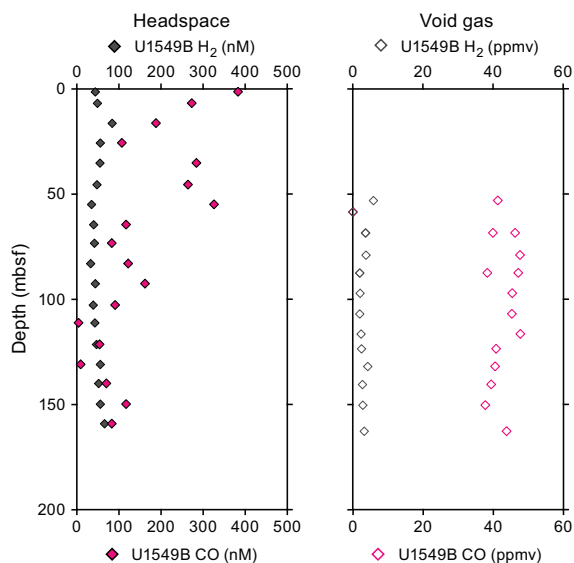 Headspace
U1549B H₂ (nM)
0 100 200 300 400 500
0
50
100
150
200
Depth (mbsf)
0 100 200 300 400 500
U1549B CO (nM)
Void gas
U1549B H₂ (ppmv)
0 20 40 60
0 20 40 60
U1549B CO (ppmv)